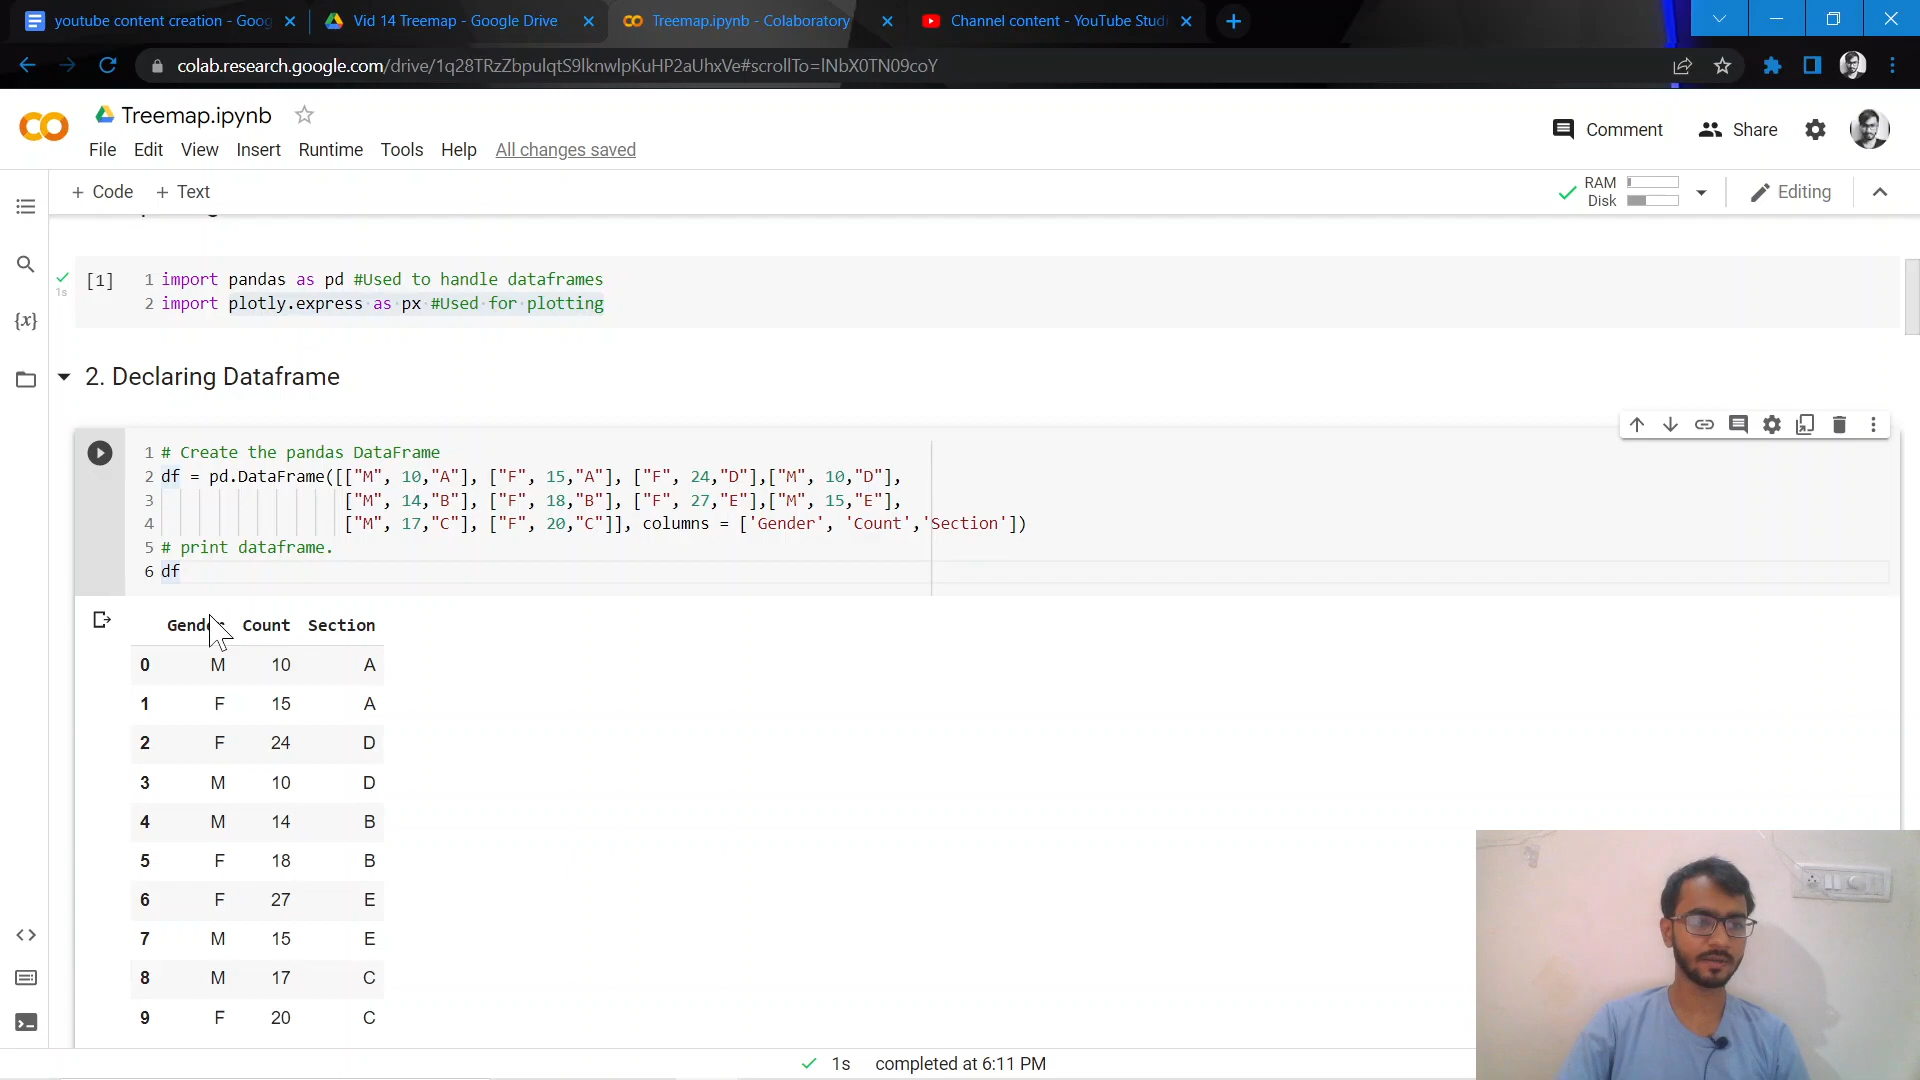 youtube content creation - Goog
Vid 14 Treemap - Google Drive
Treemap.ipynb - Colaboratory
Channel content - YouTube Studi
colab.research.google.com/drive/1q28TRzZbpulqtS9lknwlpKuHP2aUhxVe#scrollTo=lNbX0TN09coY
Treemap.ipynb
Comment
Share
File Edit View Insert Runtime Tools Help All changes saved
+ Code + Text
RAM
Disk
Editing
[1]
1s
1 import pandas as pd #Used to handle dataframes
2 import plotly.express as px #Used for plotting
{x}
2. Declaring Dataframe
1 # Create the pandas DataFrame
2 df = pd.DataFrame([["M", 10,"A"], ["F", 15,"A"], ["F", 24,"D"],["M", 10,"D"],
3 ["M", 14,"B"], ["F", 18,"B"], ["F", 27,"E"],["M", 15,"E"],
4 ["M", 17,"C"], ["F", 20,"C"]], columns = ['Gender', 'Count','Section'])
5 # print dataframe.
6 df
Gender Count Section
0 M 10 A
1 F 15 A
2 F 24 D
3 M 10 D
4 M 14 B
5 F 18 B
6 F 27 E
7 M 15 E
8 M 17 C
9 F 20 C
1s completed at 6:11 PM